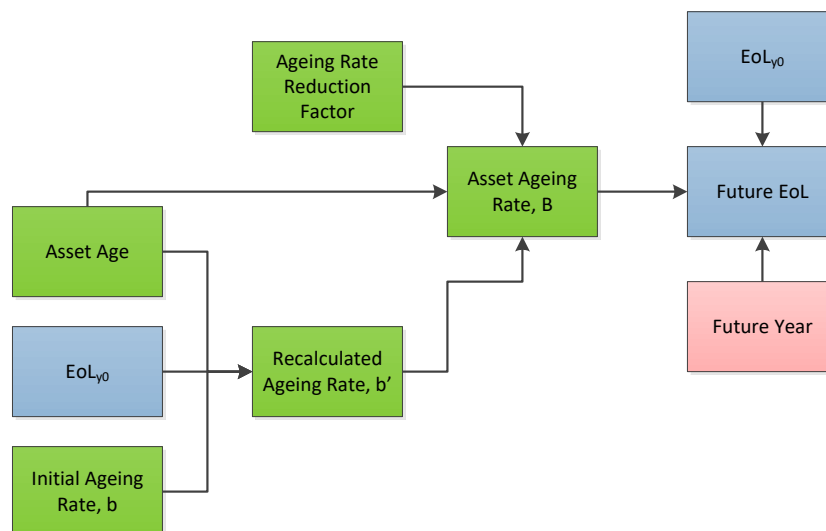 EoLy0
Ageing Rate
Reduction
Factor
Asset Ageing
Rate, B
Future EoL
Asset Age
Future Year
EoLy0
Recalculated
Ageing Rate, b’
Initial Ageing
Rate, b